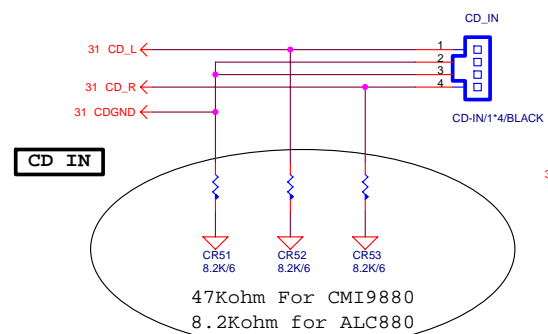 CD_IN
31 CD_L
1
2
3
31 CD_R
4
31 CDGND
CD-IN/1*4/BLACK
CD IN
3
CR51
8.2K/6
CR52
8.2K/6
CR53
8.2K/6
47Kohm For CMI9880
8.2Kohm for ALC880